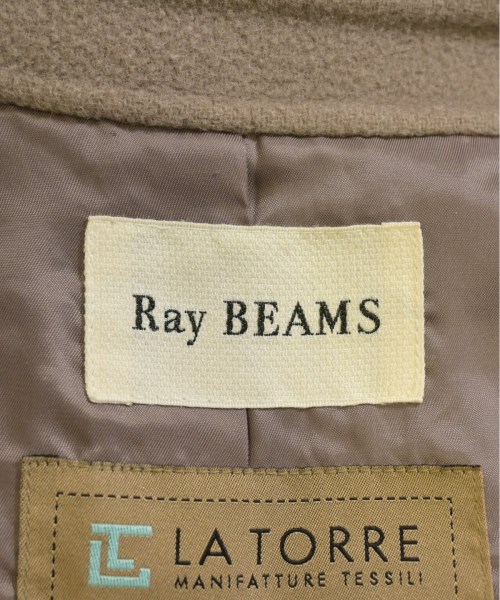 Ray BEAMS
LA TORRE
MANIFATTURE TESSILI